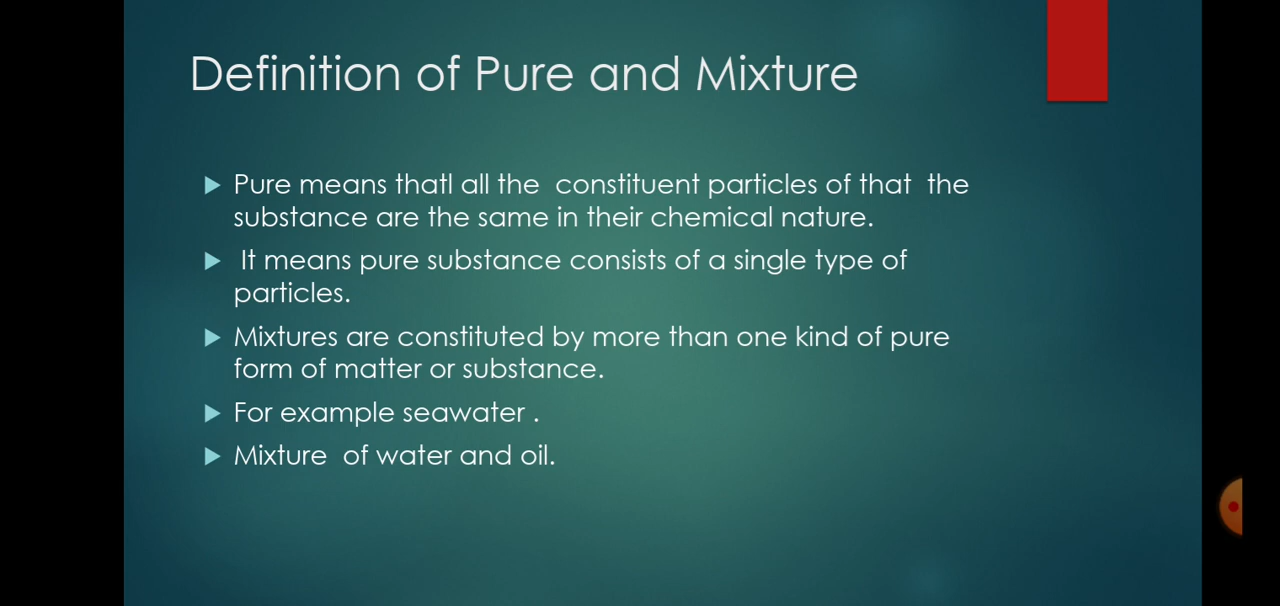 Definition of Pure and Mixture
Pure means thatl all the  constituent particles of that  the
substance are the same in their chemical nature.
It means pure substance consists of a single type of
particles.
Mixtures are constituted by more than one kind of pure
form of matter or substance.
For example seawater .
Mixture  of water and oil.